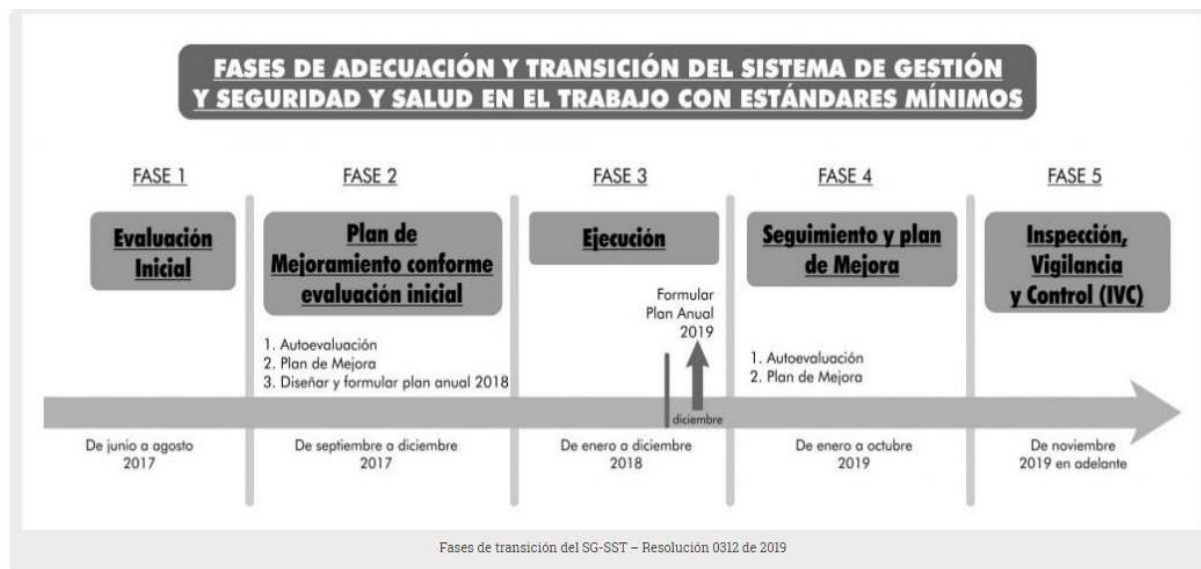 FASES DE ADECUACIÓN Y TRANSICIÓN DEL SISTEMA DE GESTIÓN
Y SEGURIDAD Y SALUD EN EL TRABAJO CON ESTÁNDARES MÍNIMOS
FASE 1
Evaluación
Inicial
De junio a agosto
2017
FASE 2
Plan de
Mejoramiento conforme
evaluación inicial
1. Autoevaluación
2. Plan de Mejora
3. Diseñar y formular plan anual 2018
De septiembre a diciembre
2017
FASE 3
Ejecución
Formular
Plan Anual
2019
diciembre
De enero a diciembre
2018
FASE 4
Seguimiento y plan
de Mejora
1. Autoevaluación
2. Plan de Mejora
De enero a octubre
2019
FASE 5
Inspección,
Vigilancia
y Control (IVC)
De noviembre
2019 en adelante
Fases de transición del SG-SST – Resolución 0312 de 2019